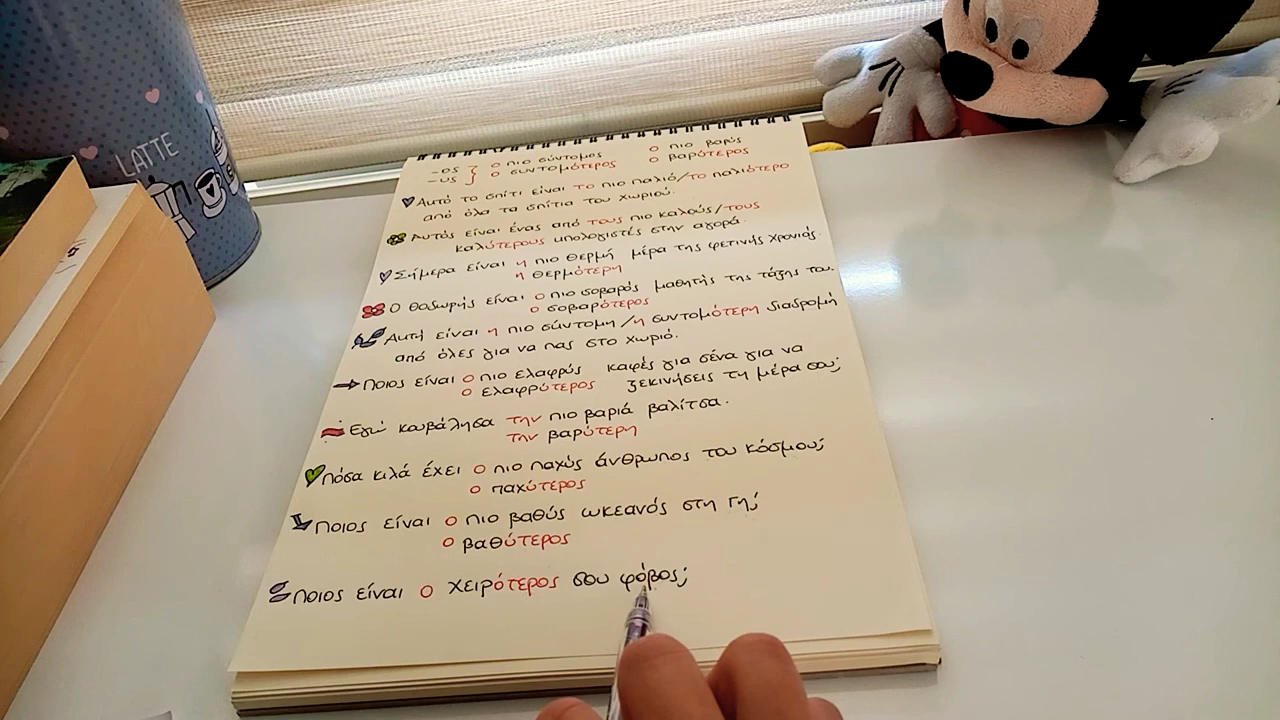 LATTE
-ος { ο πιο σύντομος ο πιο βαρύς
-υς ο συντομότερος ο βαρύτερος
Αυτό το σπίτι είναι το πιο παλιό/το παλιότερο
από όλα τα σπίτια του χωριού.
Αυτός είναι ένας από τους πιο καλούς/τους
καλύτερους υπολογιστές στην αγορά.
Σήμερα είναι η πιο θερμή μέρα της φετινής χρονιάς.
η θερμότερη
Ο Θοδωρής είναι ο πιο σοβαρός μαθητής της τάξης του.
ο σοβαρότερος
Αυτή είναι η πιο σύντομη/η συντομότερη διαδρομή
από όλες για να πας στο χωριό.
Ποιος είναι ο πιο ελαφρύς καφές για σένα για να
ο ελαφρύτερος ξεκινήσεις τη μέρα σου;
Εγώ κουβάλησα την πιο βαριά βαλίτσα.
την βαρύτερη
Πόσα κιλά έχει ο πιο παχύς άνθρωπος του κόσμου;
ο παχύτερος
Ποιος είναι ο πιο βαθύς ωκεανός στη Γη;
ο βαθύτερος
Ποιος είναι ο χειρότερος σου φόβος;